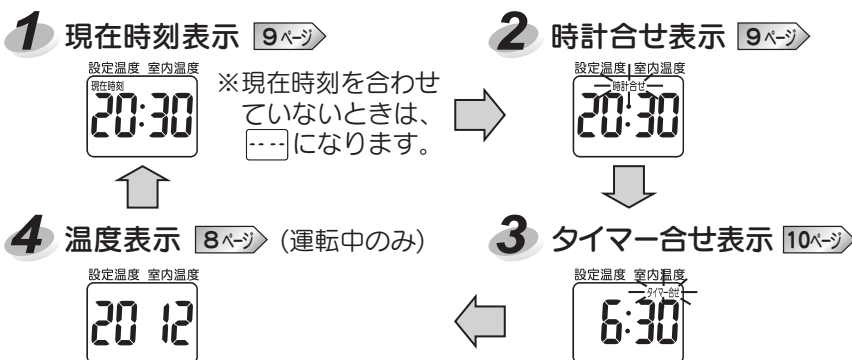 1 現在時刻表示 9ページ
設定温度 室内温度
現在時刻
20:30
※現在時刻を合わせ
ていないときは、
--:-- になります。
2 時計合せ表示 9ページ
設定温度 室内温度
時計合せ
20:30
4 温度表示 8ページ (運転中のみ)
設定温度 室内温度
20 12
3 タイマー合せ表示 10ページ
設定温度 室内温度
タイマー合せ
6:30